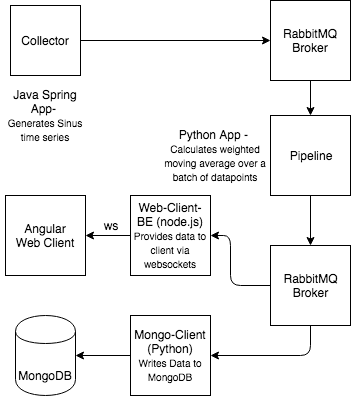 Collector
RabbitMQ
Broker
Java Spring
App-
Generates Sinus
time series
Python App -
Calculates weighted
moving average over a
batch of datapoints
Pipeline
Angular
Web Client
ws
Web-Client-
BE (node.js)
Provides data to
client via
websockets
RabbitMQ
Broker
MongoDB
Mongo-Client
(Python)
Writes Data to
MongoDB